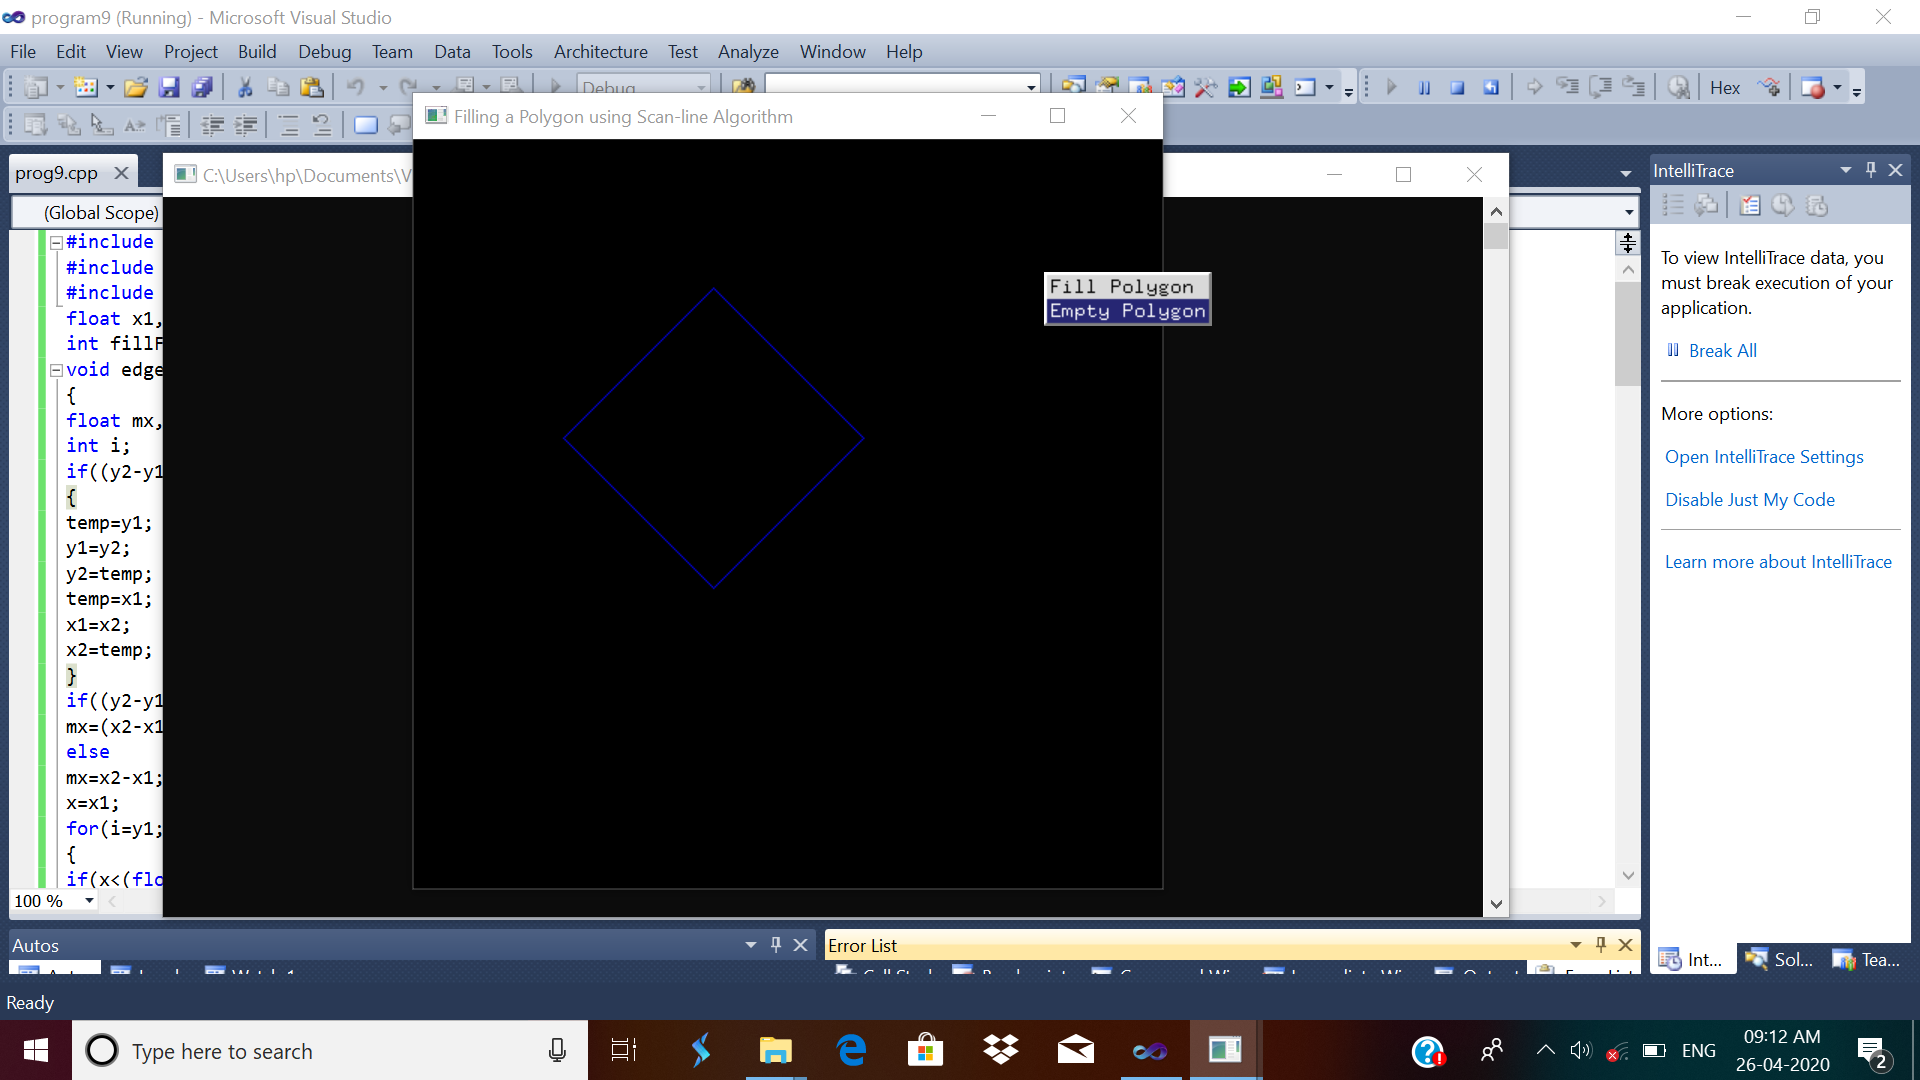 program9 (Running) - Microsoft Visual Studio
File Edit View Project Build Debug Team Data Tools Architecture Test Analyze Window Help
Debug
Hex
Filling a Polygon using Scan-line Algorithm
prog9.cpp
C:\Users\hp\Documents\V
IntelliTrace
(Global Scope)
#include
#include
#include
float x1,
int fillF
void edge
{
float mx,
int i;
if((y2-y1
{
temp=y1;
y1=y2;
y2=temp;
temp=x1;
x1=x2;
x2=temp;
}
if((y2-y1
mx=(x2-x1
else
mx=x2-x1;
x=x1;
for(i=y1;
{
if(x<(flo
100 %
Fill Polygon
Empty Polygon
To view IntelliTrace data, you
must break execution of your
application.
Break All
More options:
Open IntelliTrace Settings
Disable Just My Code
Learn more about IntelliTrace
Autos
Error List
Int...
Sol...
Tea...
Ready
Type here to search
ENG
09:12 AM
26-04-2020
2